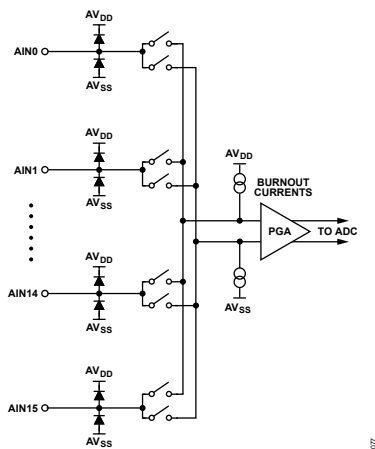 AVDD
AIN0
AVSS
AVDD
AIN1
AVSS
AVDD
BURNOUT
CURRENTS
PGA
TO ADC
AVSS
AVDD
AIN14
AVSS
AVDD
AIN15
AVSS
077